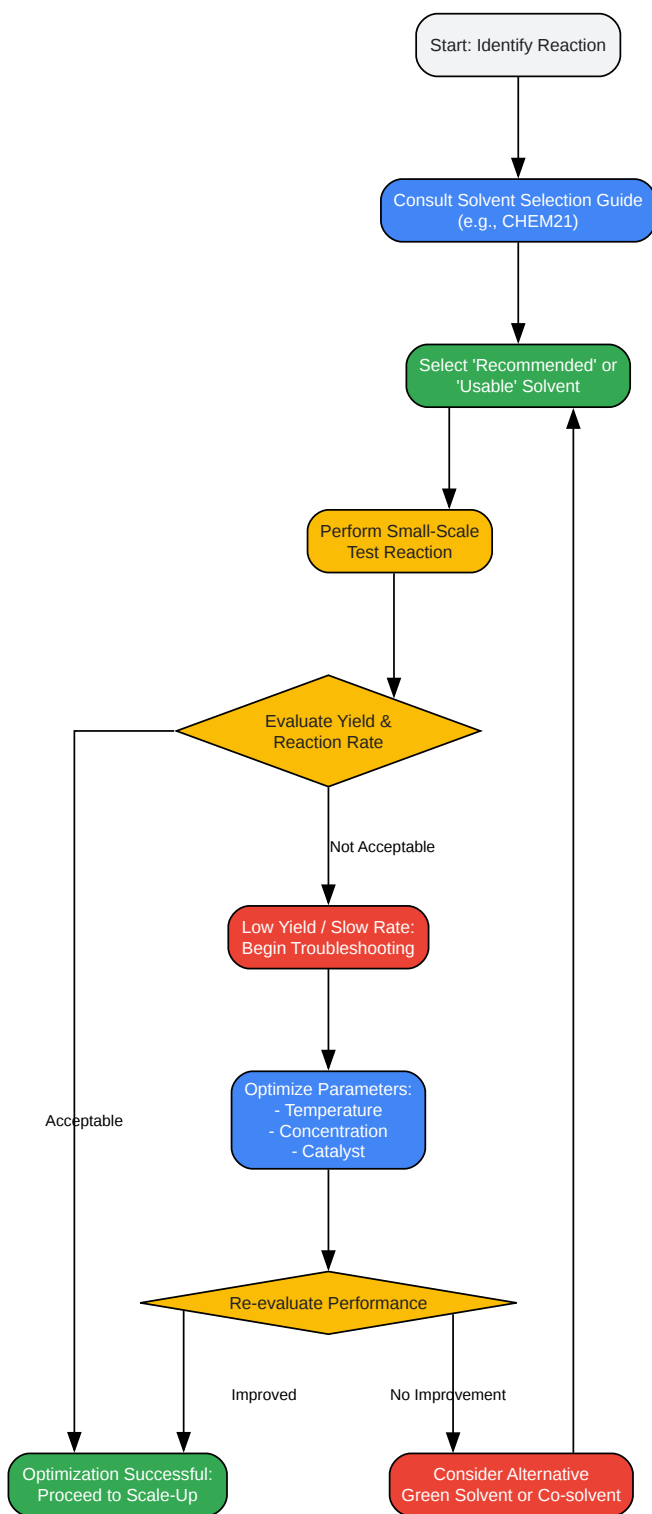 Start: Identify Reaction
Consult Solvent Selection Guide
(e.g., CHEM21)
Select 'Recommended' or
'Usable' Solvent
Perform Small-Scale
Test Reaction
Evaluate Yield &
Reaction Rate
Not Acceptable
Low Yield / Slow Rate:
Begin Troubleshooting
Optimize Parameters:
- Temperature
- Concentration
- Catalyst
Acceptable
Re-evaluate Performance
Improved
No Improvement
Optimization Successful:
Proceed to Scale-Up
Consider Alternative
Green Solvent or Co-solvent